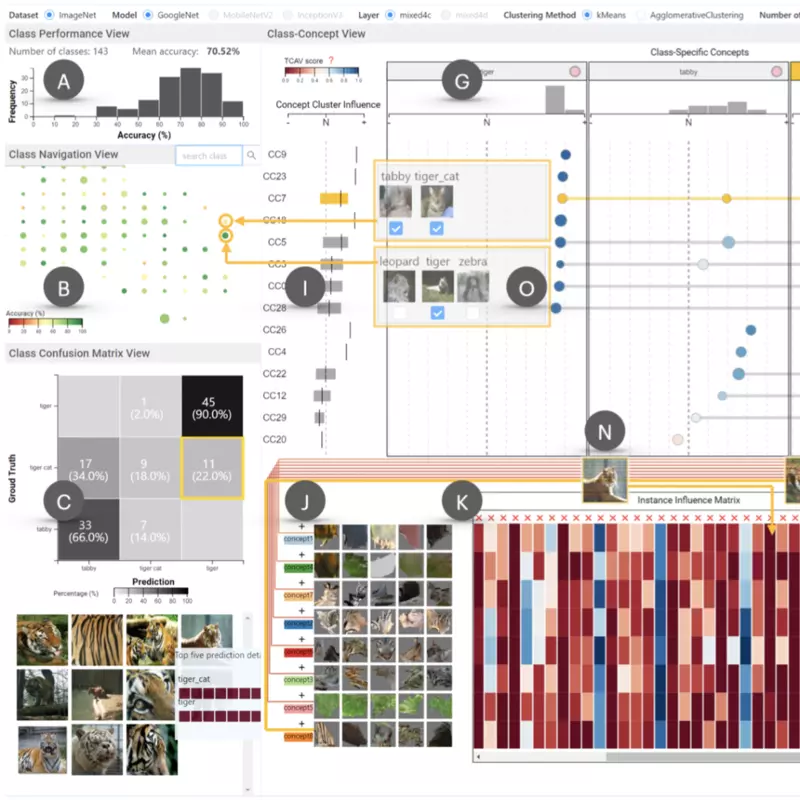 Dataset ImageNet Model GoogleNet MobileNetV2 InceptionV3 Layer mixed4c mixed4d Clustering Method kMeans AgglomerativeClustering Number of
Class Performance View
Number of classes: 143 Mean accuracy: 70.52%
A
Frequency
30
20
10
0
0 10 20 30 40 50 60 70 80 90 100
Accuracy (%)
Class Navigation View
search class
B
Accuracy (%)
0 20 40 60 80 100
Class Confusion Matrix View
Groud Truth
tiger
1
(2.0%)
45
(90.0%)
tiger cat
17
(34.0%)
9
(18.0%)
11
(22.0%)
C
tabby
33
(66.0%)
7
(14.0%)
tabby tiger cat tiger
Prediction
Percentage (%)
0 20 40 60 80 100
Top five prediction deta
tiger_cat
tiger
Class-Concept View
TCAV score ?
0.0 0.2 0.4 0.6 0.8 1.0
Class-Specific Concepts
G
tiger
tabby
Concept Cluster Influence
- N +
- N +
- N
CC9
CC23
CC7
CC18
CC5
CC3
CC0
CC28
CC26
CC4
CC22
CC12
CC29
CC20
tabby tiger_cat
leopard tiger zebra
I
O
N
J
K
Instance Influence Matrix
+
concept1
+
concept4
+
concept7
+
+
+
concept3
+
concept5
+